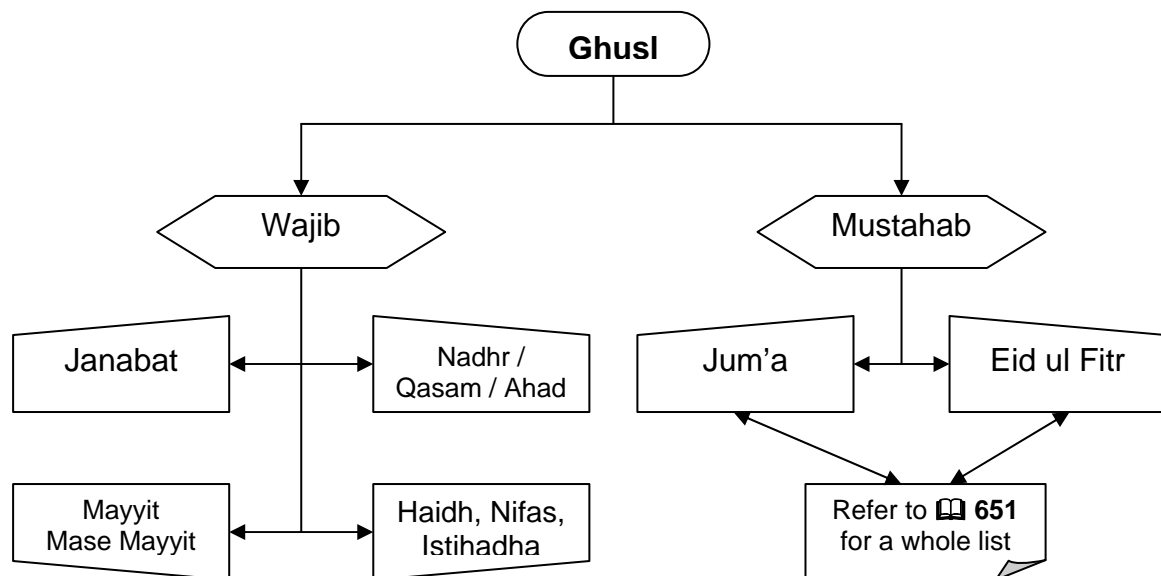 Ghusl
Wajib
Mustahab
Janabat
Nadhr /
Qasam / Ahad
Jum’a
Eid ul Fitr
Mayyit
Mase Mayyit
Haidh, Nifas,
Istihadha
Refer to 651
for a whole list